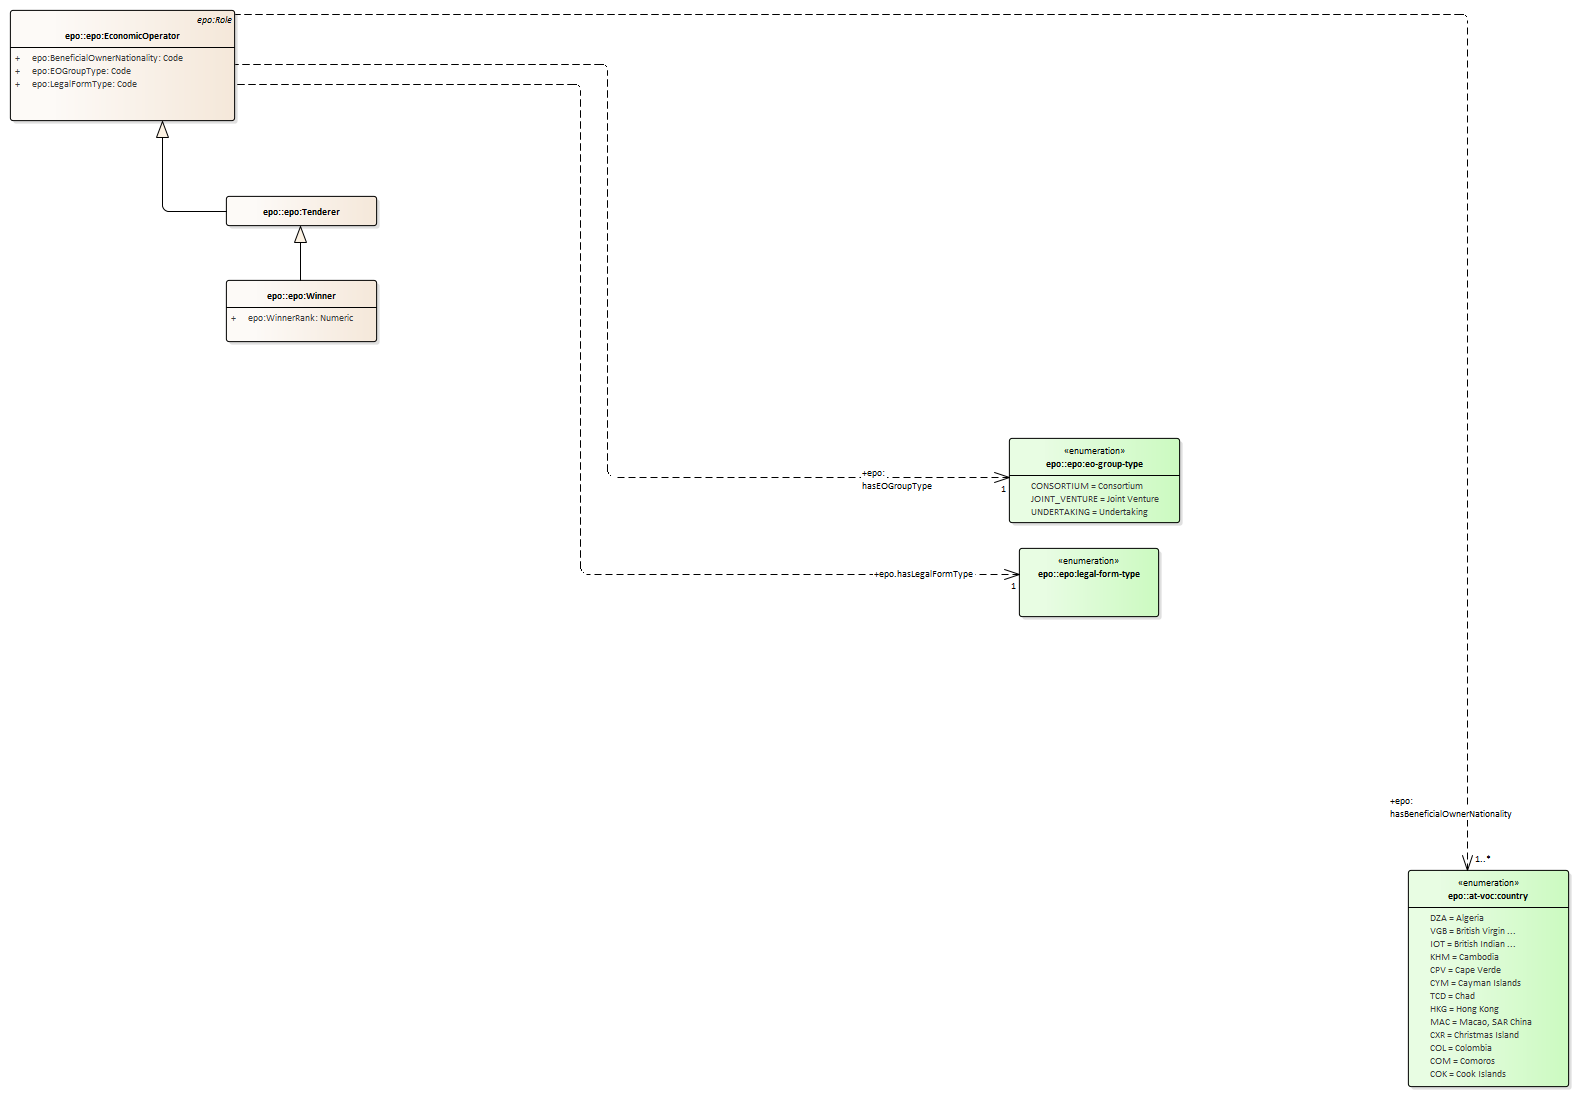 epo:Role
epo::epo:EconomicOperator
+ epo:BeneficialOwnerNationality: Code
+ epo:EOGroupType: Code
+ epo:LegalFormType: Code
epo::epo:Tenderer
epo::epo:Winner
+ epo:WinnerRank: Numeric
«enumeration»
epo::epo:eo-group-type
CONSORTIUM = Consortium
JOINT_VENTURE = Joint Venture
UNDERTAKING = Undertaking
+epo:
hasEOGroupType
1
«enumeration»
epo::epo:legal-form-type
+epo.hasLegalFormType
1
+epo:
hasBeneficialOwnerNationality
1..*
«enumeration»
epo::at-voc:country
DZA = Algeria
VGB = British Virgin ...
IOT = British Indian ...
KHM = Cambodia
CPV = Cape Verde
CYM = Cayman Islands
TCD = Chad
HKG = Hong Kong
MAC = Macao, SAR China
CXR = Christmas Island
COL = Colombia
COM = Comoros
COK = Cook Islands